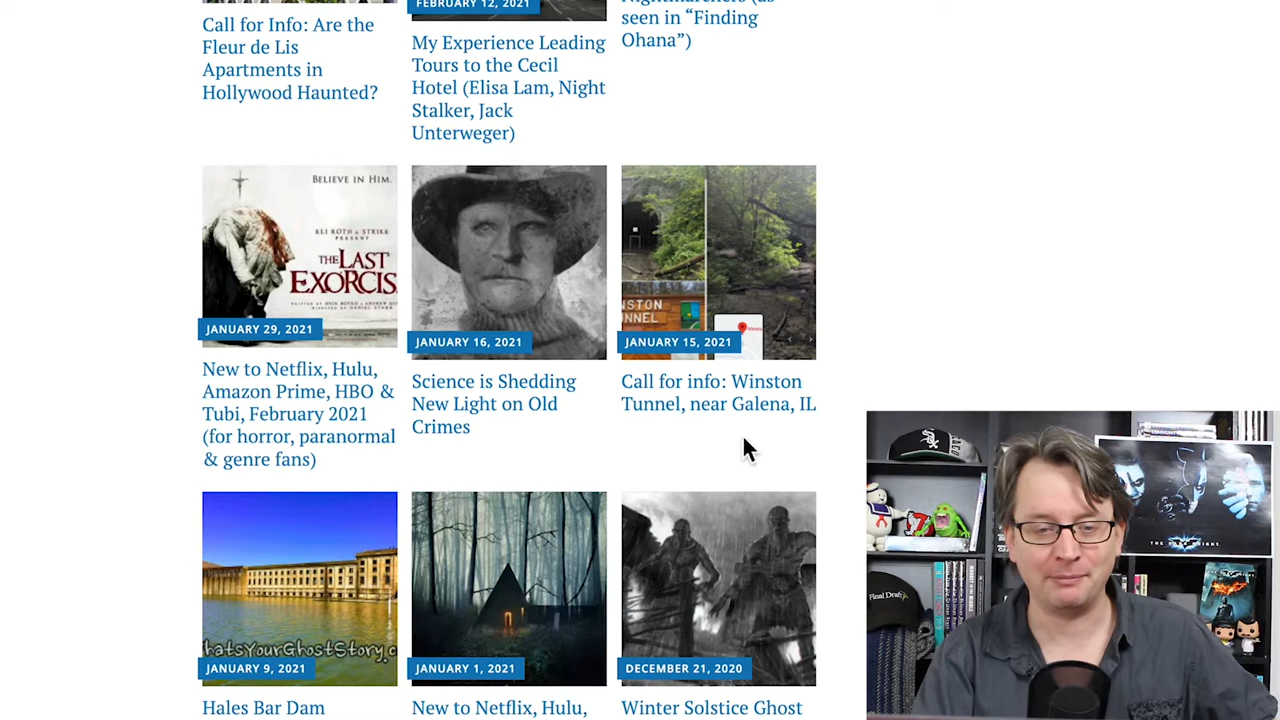 Call for Info: Are the
Fleur de Lis
Apartments in
Hollywood Haunted?
FEBRUARY 12, 2021
My Experience Leading
Tours to the Cecil
Hotel (Elisa Lam, Night
Stalker, Jack
Unterweger)
seen in “Finding
Ohana”)
BELIEVE IN HIM.
ELI ROTH & STRIKE
PRESENT
THE LAST
EXORCIS
JANUARY 29, 2021
New to Netflix, Hulu,
Amazon Prime, HBO &
Tubi, February 2021
(for horror, paranormal
& genre fans)
JANUARY 16, 2021
Science is Shedding
New Light on Old
Crimes
NSTON
UNNEL
JANUARY 15, 2021
Call for info: Winston
Tunnel, near Galena, IL
hatsYourGhostStory.c
JANUARY 9, 2021
Hales Bar Dam
JANUARY 1, 2021
New to Netflix, Hulu,
DECEMBER 21, 2020
Winter Solstice Ghost
THE DARK KNIGHT
Final Draft